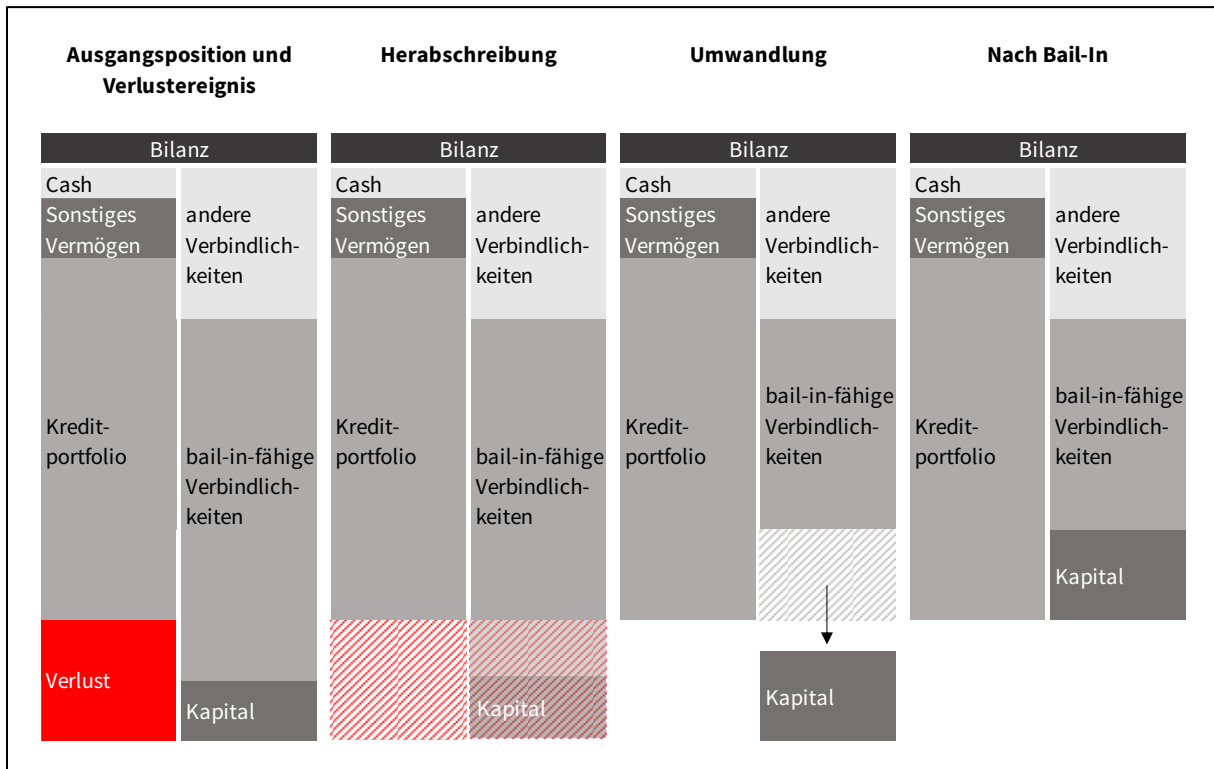 Ausgangsposition und
Verlustereignis
Bilanz
Cash
Sonstiges
Vermögen
Kredit-
portfolio
Verlust
andere
Verbindlich-
keiten
bail-in-fähige
Verbindlich-
keiten
Kapital
Herabschreibung
Bilanz
Cash
Sonstiges
Vermögen
Kredit-
portfolio
andere
Verbindlich-
keiten
bail-in-fähige
Verbindlich-
keiten
Kapital
Umwandlung
Bilanz
Cash
Sonstiges
Vermögen
Kredit-
portfolio
andere
Verbindlich-
keiten
bail-in-fähige
Verbindlich-
keiten
Kapital
Nach Bail-In
Bilanz
Cash
Sonstiges
Vermögen
Kredit-
portfolio
andere
Verbindlich-
keiten
bail-in-fähige
Verbindlich-
keiten
Kapital